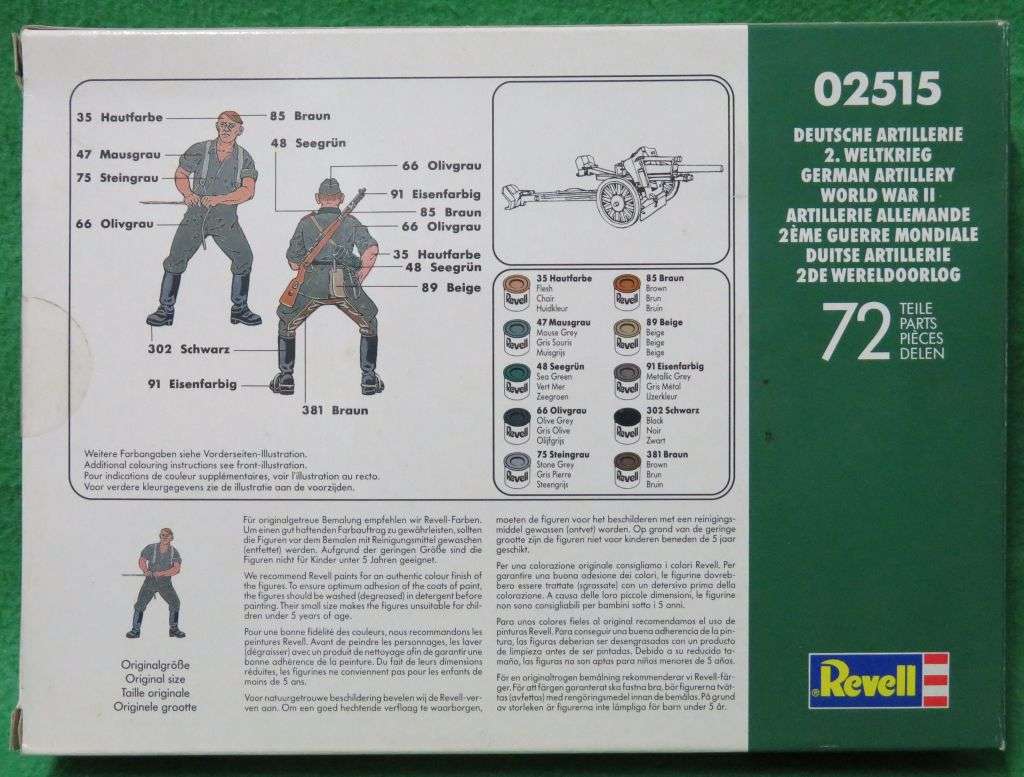 02515
DEUTSCHE ARTILLERIE
2. WELTKRIEG
GERMAN ARTILLERY
WORLD WAR II
ARTILLERIE ALLEMANDE
2ÈME GUERRE MONDIALE
DUITSE ARTILLERIE
2DE WERELDOORLOG
72 TEILE
PARTS
PIÈCES
DELEN
35 Hautfarbe
85 Braun
48 Seegrün
47 Mausgrau
66 Olivgrau
75 Steingrau
91 Eisenfarbig
85 Braun
66 Olivgrau
66 Olivgrau
35 Hautfarbe
48 Seegrün
89 Beige
302 Schwarz
91 Eisenfarbig
381 Braun
Weitere Farbangaben siehe Vorderseiten-Illustration.
Additional colouring instructions see front-illustration.
Pour indications de couleur supplémentaires, voir l'illustration au recto.
Voor verdere kleurgegevens zie de illustratie aan de voorzijden.
35 Hautfarbe
Flesh
Chair
Huidkleur
Revell
47 Mausgrau
Mouse Grey
Gris Souris
Muisgrijs
Revell
48 Seegrün
Sea Green
Vert Mer
Zeegroen
Revell
66 Olivgrau
Olive Grey
Gris Olive
Olijfgrijs
Revell
75 Steingrau
Stone Grey
Gris Pierre
Steengrijs
Revell
85 Braun
Brown
Brun
Bruin
Revell
89 Beige
Beige
Beige
Beige
Revell
91 Eisenfarbig
Metallic Grey
Gris Métal
IJzerkleur
Revell
302 Schwarz
Black
Noir
Zwart
Revell
381 Braun
Brown
Brun
Bruin
Revell
Originalgröße
Original size
Taille originale
Originele grootte
Für originalgetreue Bemalung empfehlen wir Revell-Farben.
Um einen gut haftenden Farbauftrag zu gewährleisten, sollten
die Figuren vor dem Bemalen mit Reinigungsmittel gewaschen
(entfettet) werden. Aufgrund der geringen Größe sind die
Figuren nicht für Kinder unter 5 Jahren geeignet.
We recommend Revell paints for an authentic colour finish of
the figures. To ensure optimum adhesion of the coats of paint,
the figures should be washed (degreased) in detergent before
painting. Their small size makes the figures unsuitable for chil-
dren under 5 years of age.
Pour une bonne fidélité des couleurs, nous recommandons les
peintures Revell. Avant de peindre les personnages, les laver
(dégraisser) avec un produit de nettoyage afin de garantir une
bonne adhérence de la peinture. Du fait de leurs dimensions
réduites, les figurines ne conviennent pas pour les enfants de
moins de 5 ans.
Voor natuurgetrouwe beschildering bevelen wij de Revell-ver-
ven aan. Om een goed hechtende verflaag te waarborgen,
moeten de figuren voor het beschilderen met een reinigings-
middel gewassen (ontvet) worden. Op grond van de geringe
grootte zijn de figuren niet voor kinderen beneden de 5 jaar
geschikt.
Per una colorazione originale consigliamo i colori Revell. Per
garantire una buona adesione dei colori, le figurine dovreb-
bero essere trattate (sgrassate) con un detersivo prima della
colorazione. A causa delle loro piccole dimensioni, le figurine
non sono consigliabili per bambini sotto i 5 anni.
Para unos colores fieles al original recomendamos el uso de
pinturas Revell. Para conseguir una buena adherencia de la pin-
tura, las figuras deberian ser desengrasadas con un producto
de limpieza antes de ser pintadas. Debido a su reducido ta-
maño, las figuras no son aptas para niños menores de 5 años.
För en originaltrogen bemålning rekommenderar vi Revell-fär-
ger. För att färgen garanterat ska fastna bra, bär figurerna tvät-
tas (avfettas) med rengöringsmedel innan de bemålas. På grund
av storleken är figurerna inte lämpliga för barn under 5 år.
®Revell